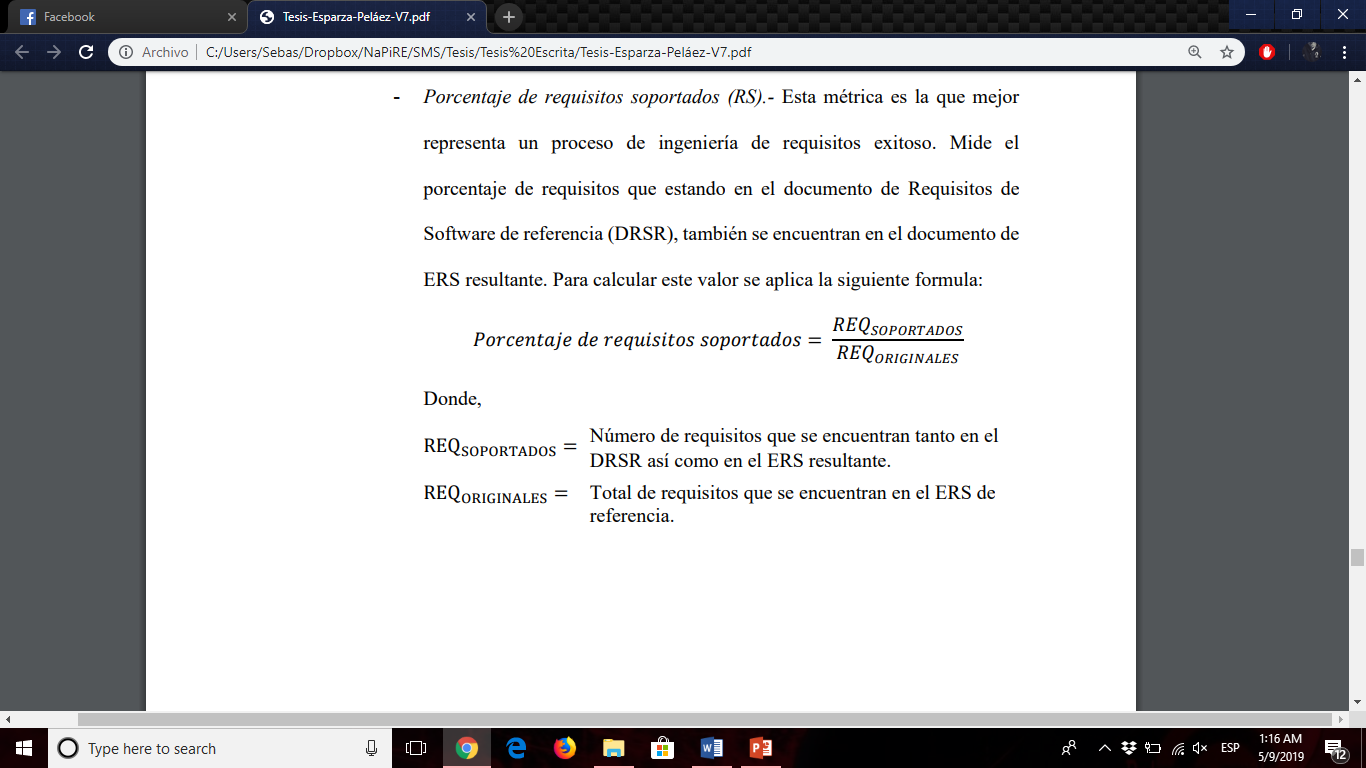 Facebook
Tesis-Esparza-Peláez-V7.pdf
Archivo
C:/Users/Sebas/Dropbox/NaPiRE/SMS/Tesis/Tesis%20Escrita/Tesis-Esparza-Peláez-V7.pdf
- Porcentaje de requisitos soportados (RS).- Esta métrica es la que mejor
representa un proceso de ingeniería de requisitos exitoso. Mide el
porcentaje de requisitos que estando en el documento de Requisitos de
Software de referencia (DRSR), también se encuentran en el documento de
ERS resultante. Para calcular este valor se aplica la siguiente formula:
Porcentaje de requisitos soportados = REQ_SOPORTADOS / REQ_ORIGINALES
Donde,
REQ_SOPORTADOS = Número de requisitos que se encuentran tanto en el
DRSR así como en el ERS resultante.
REQ_ORIGINALES = Total de requisitos que se encuentran en el ERS de
referencia.
Type here to search
ESP
1:16 AM
5/9/2019
12